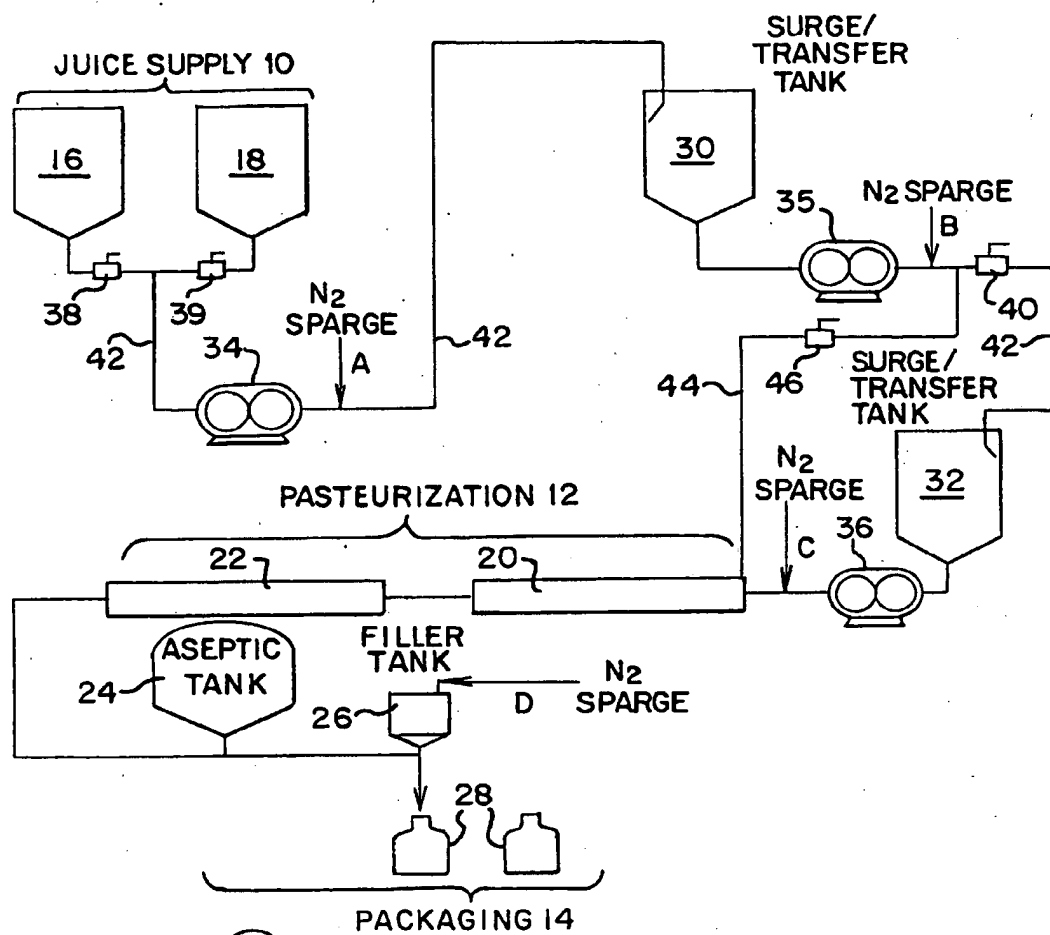 SURGE/
TRANSFER
TANK
JUICE SUPPLY 10
16
18
30
35
N2 SPARGE
B
38
39
40
N2
SPARGE
A
42
34
42
46
42
44
SURGE/
TRANSFER
TANK
32
N2
SPARGE
C
36
PASTEURIZATION 12
22
20
ASEPTIC
TANK
24
FILLER
TANK
26
N2
SPARGE
D
28
PACKAGING 14